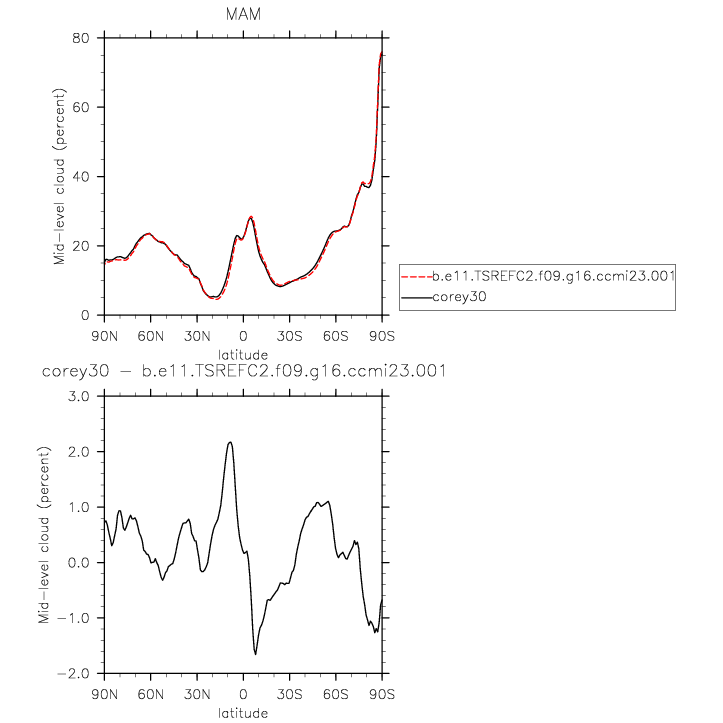 MAM
80
60
40
20
0
Mid-level cloud (percent)
90N 60N 30N 0 30S 60S 90S
latitude
b.e11.TSREFC2.f09.g16.ccmi23.001
corey30
corey30 - b.e11.TSREFC2.f09.g16.ccmi23.001
3.0
2.0
1.0
0.0
-1.0
-2.0
Mid-level cloud (percent)
90N 60N 30N 0 30S 60S 90S
latitude